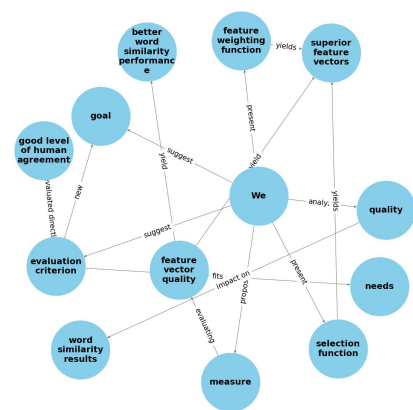 better
word
similarity
performanc
e
feature
weighting
function
yields
superior
feature
vectors
goal
present
good level
of human
agreement
suggest
yield
yield
new
evaluated directl
We
analy
quality
yields
suggest
evaluation
criterion
feature
vector
quality
fits
impact on
needs
present
propos
evaluating
word
similarity
results
selection
function
measure